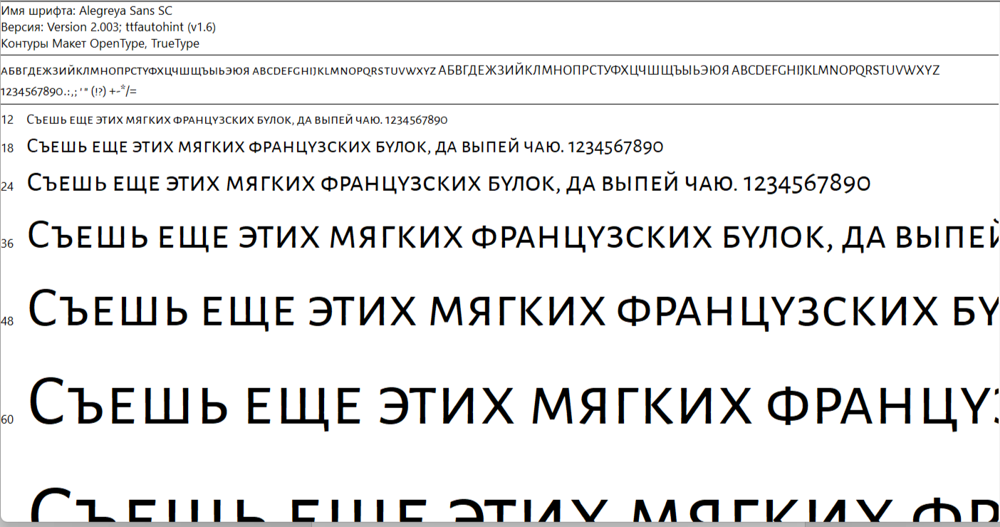 Имя шрифта: Alegreya Sans SC
Версия: Version 2.003; ttfautohint (v1.6)
Контуры Макет OpenType, TrueType
абвгдежзийклмнопрстуфхцчшщъыьэюя abcdefghijklmnopqrstuvwxyz АБВГДЕЖЗИЙКЛМНОПРСТУФХЦЧШЩЪЫЬЭЮЯ ABCDEFGHIJKLMNOPQRSTUVWXYZ
1234567890.:,; ' " (!?) +-*/=
12 Съешь еще этих мягких французских булок, да выпей чаю. 1234567890
18 Съешь еще этих мягких французских булок, да выпей чаю. 1234567890
24 Съешь еще этих мягких французских булок, да выпей чаю. 1234567890
36 Съешь еще этих мягких французских булок, да выпей
48 Съешь еще этих мягких французских бу
60 Съешь еще этих мягких француз
Съешь еще этих мягких фр